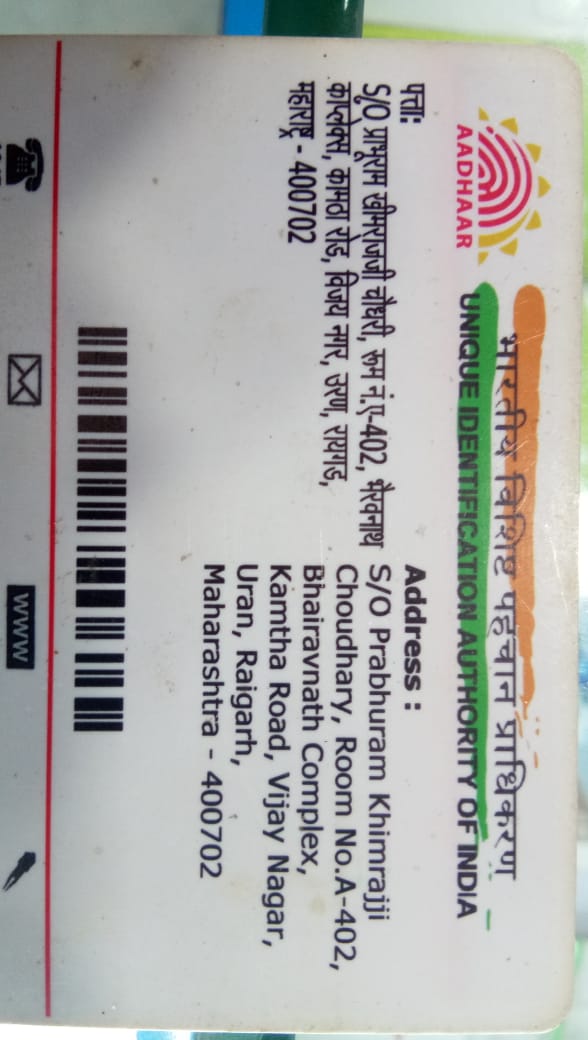 भारतीय विशिष्ट पहचान प्राधिकरण
UNIQUE IDENTIFICATION AUTHORITY OF INDIA
AADHAAR
पत्ता:
S/O प्राभूराम खीमराजजी चौधरी, रूम नं.ए-402, भैरवनाथ
काप्लेक्स, कामठा रोड, विजय नगर, उरण, रायगड,
महाराष्ट्र - 400702
Address :
S/O Prabhuram Khimrajji
Choudhary, Room No.A-402,
Bhairavnath Complex,
Kamtha Road, Vijay Nagar,
Uran, Raigarh,
Maharashtra - 400702
www